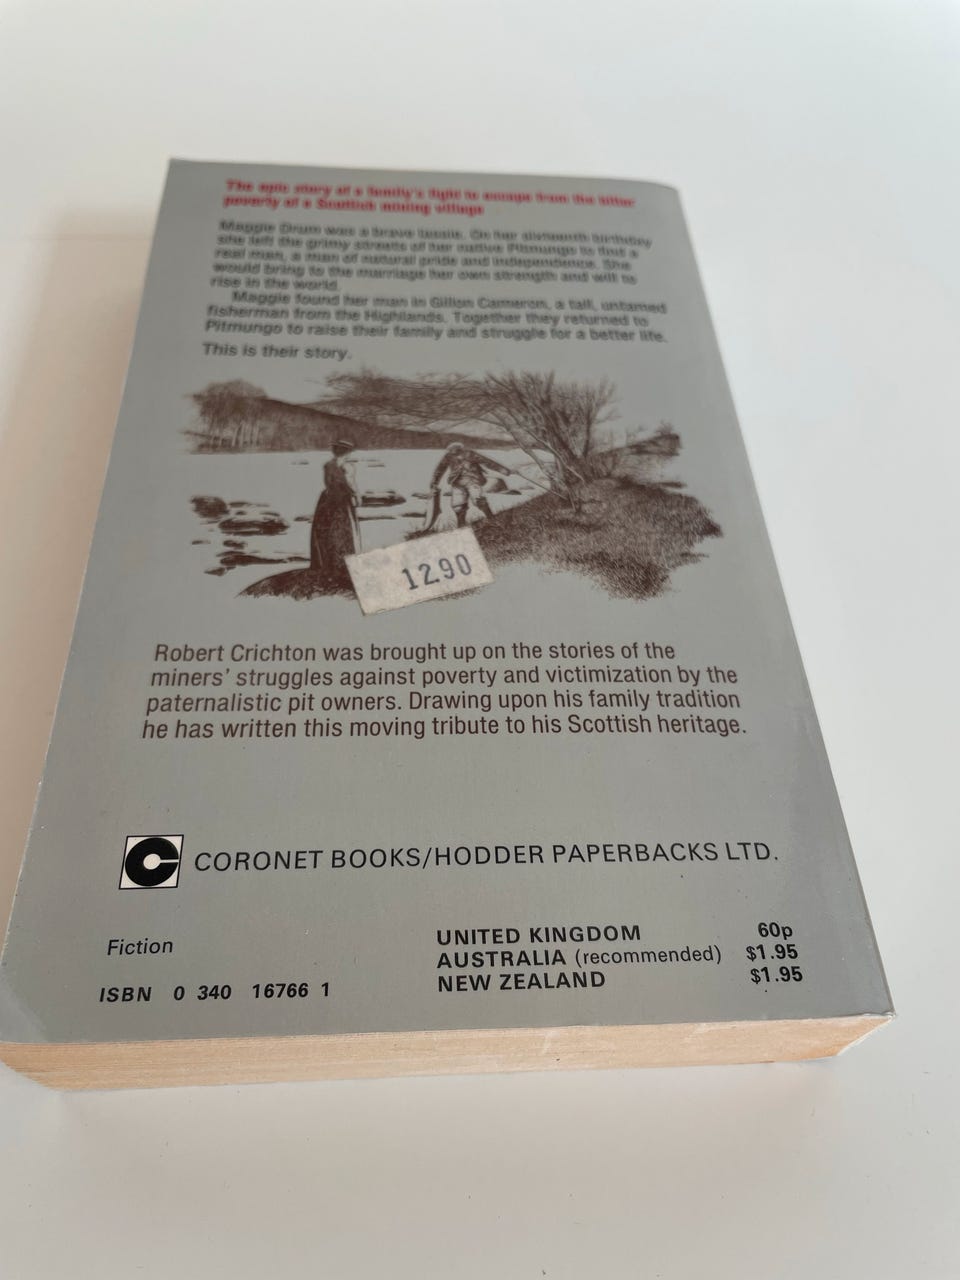 The epic story of a family's fight to escape from the bitter
poverty of a Scottish mining village
Maggie Drum was a brave lassie. On her sixteenth birthday
she left the grimy streets of her native Pitmungo to find a
real man, a man of natural pride and independence. She
would bring to the marriage her own strength and will to
rise in the world.
Maggie found her man in Gillon Cameron, a tall, untamed
fisherman from the Highlands. Together they returned to
Pitmungo to raise their family and struggle for a better life.
This is their story.
1290
Robert Crichton was brought up on the stories of the
miners' struggles against poverty and victimization by the
paternalistic pit owners. Drawing upon his family tradition
he has written this moving tribute to his Scottish heritage.
CORONET BOOKS/HODDER PAPERBACKS LTD.
Fiction
UNITED KINGDOM 60p
AUSTRALIA (recommended) $1.95
NEW ZEALAND $1.95
ISBN 0 340 16766 1